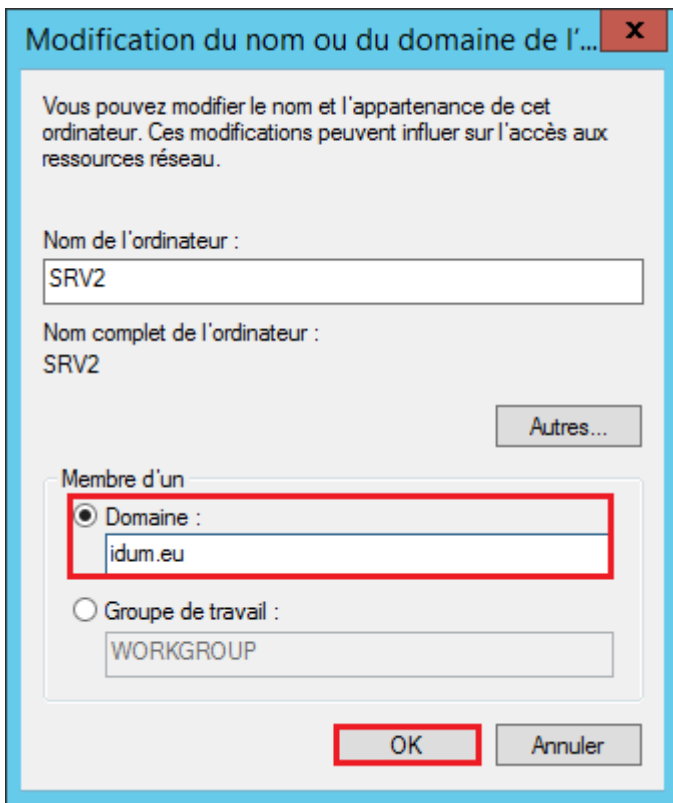 Modification du nom ou du domaine de l'...
x
Vous pouvez modifier le nom et l'appartenance de cet
ordinateur. Ces modifications peuvent influer sur l'accès aux
ressources réseau.
Nom de l'ordinateur :
SRV2
Nom complet de l'ordinateur :
SRV2
Autres...
Membre d'un
Domaine :
idum.eu
Groupe de travail :
WORKGROUP
OK
Annuler